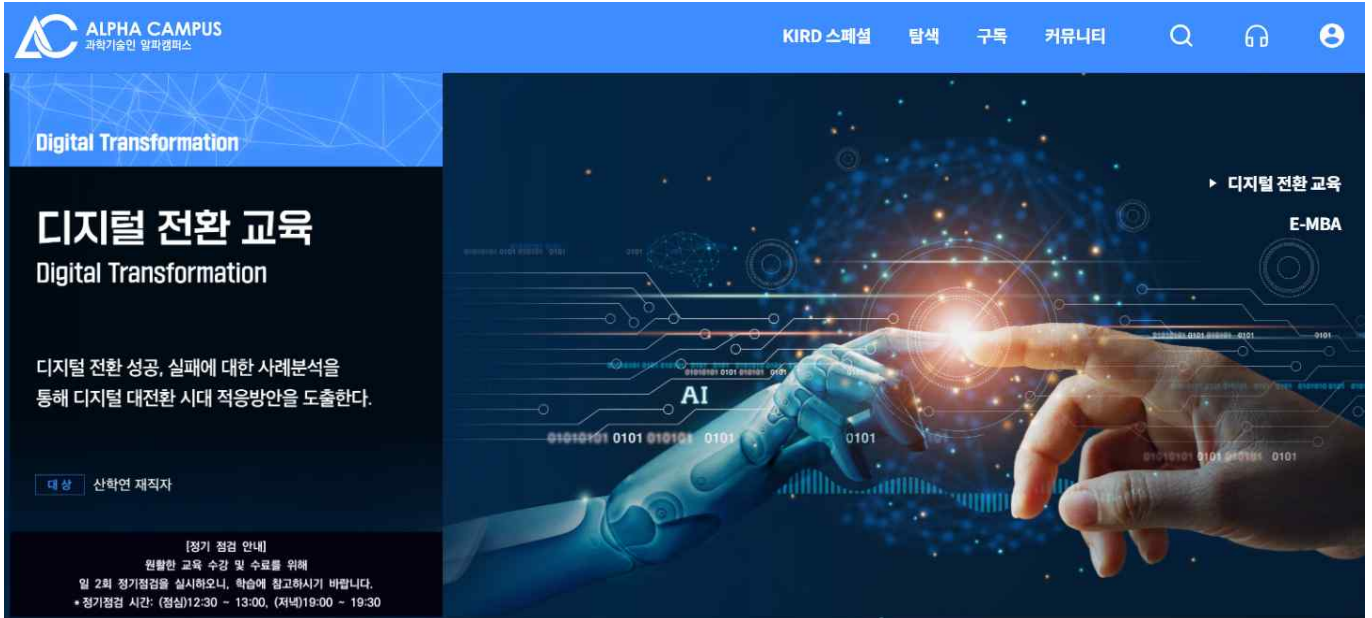 ALPHA CAMPUS
과학기술인 알파캠퍼스
KIRD 스페셜 탐색 구독 커뮤니티
Digital Transformation
디지털 전환 교육
Digital Transformation
디지털 전환 성공, 실패에 대한 사례분석을
통해 디지털 대전환 시대 적응방안을 도출한다.
대상 산학연 재직자
[정기 점검 안내]
원활한 교육 수강 및 수료를 위해
일 2회 정기점검을 실시하오니, 학습에 참고하시기 바랍니다.
* 정기점검 시간: (점심)12:30 ~ 13:00, (저녁)19:00 ~ 19:30
▶ 디지털 전환 교육
E-MBA
AI
01010101 0101 010101 0101
0101